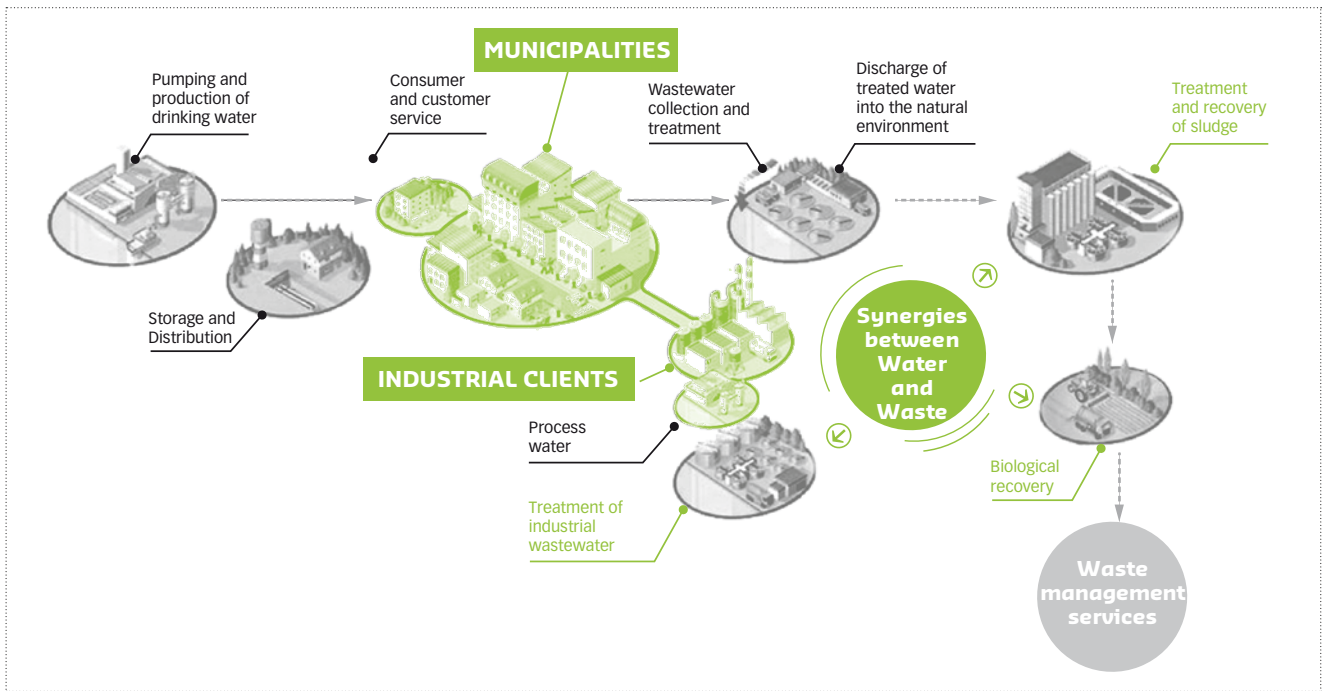 MUNICIPALITIES
Pumping and
production of
drinking water
Consumer
and customer
service
Wastewater
collection and
treatment
Discharge of
treated water
into the natural
environment
Treatment
and recovery
of sludge
Storage and
Distribution
INDUSTRIAL CLIENTS
Synergies
between
Water
and
Waste
Process
water
Biological
recovery
Treatment of
industrial
wastewater
Waste
management
services